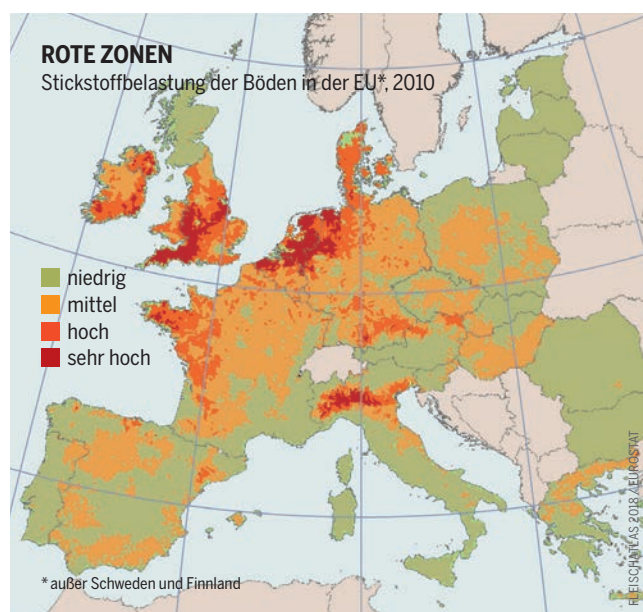 ROTE ZONEN
Stickstoffbelastung der Böden in der EU*, 2010
niedrig
mittel
hoch
sehr hoch
* außer Schweden und Finnland
FLEISCHATLAS 2018 / EUROSTAT